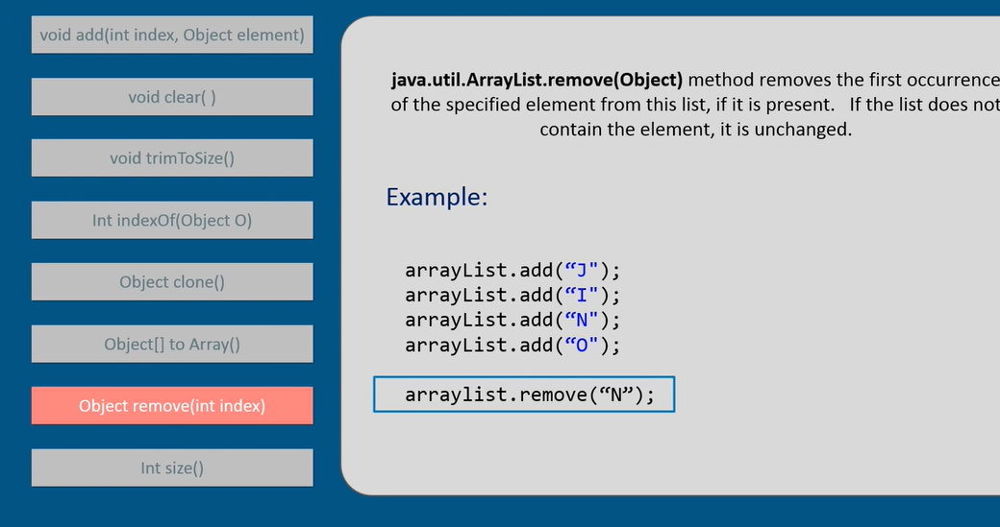 void add(int index, Object element)
void clear( )
void trimToSize()
Int indexOf(Object O)
Object clone()
Object[] to Array()
Object remove(int index)
Int size()
java.util.ArrayList.remove(Object) method removes the first occurrence
of the specified element from this list, if it is present.   If the list does not
contain the element, it is unchanged.
Example:
arrayList.add(“J");
arrayList.add(“I");
arrayList.add(“N");
arrayList.add(“O");
arraylist.remove(“N”);